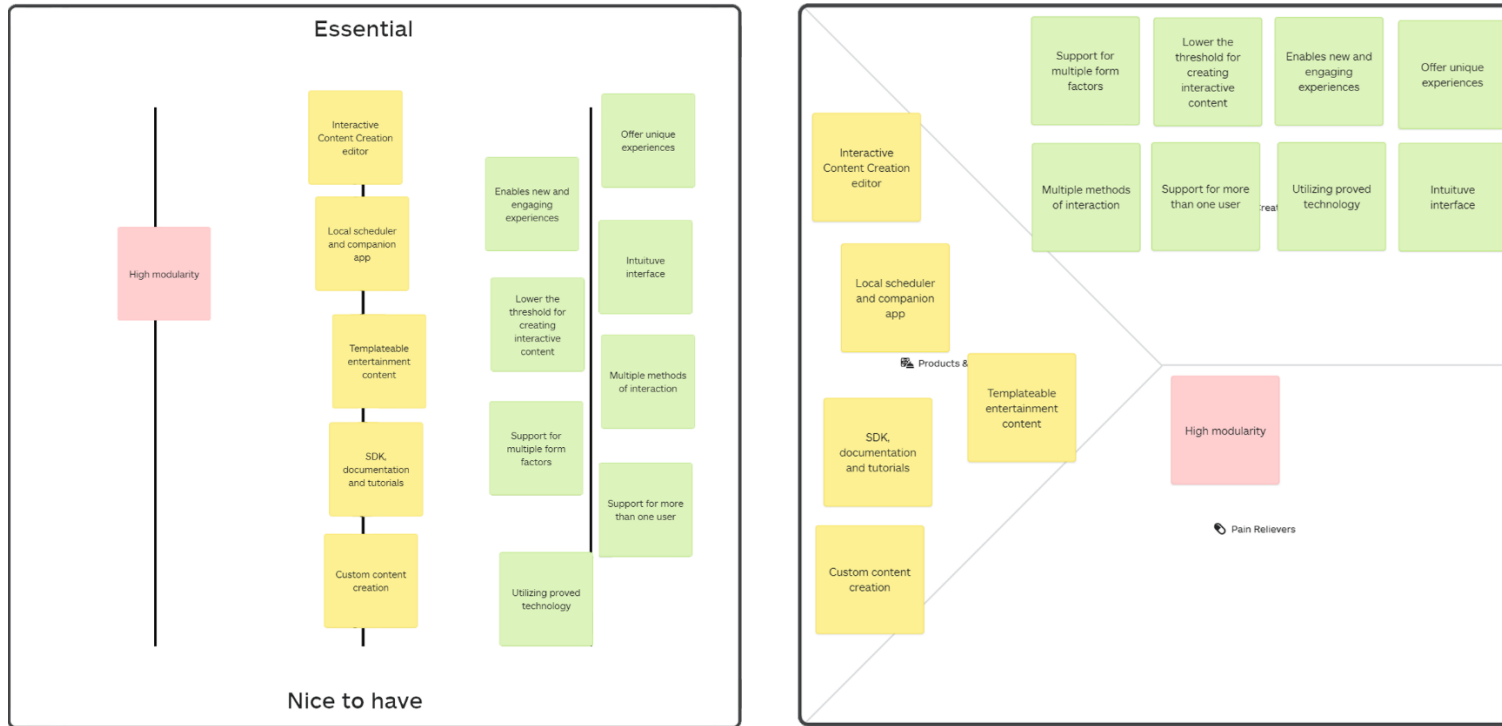 Essential
High modularity
Interactive
Content Creation
editor
Local scheduler
and companion
app
Templateable
entertainment
content
SDK,
documentation
and tutorials
Custom content
creation
Offer unique
experiences
Enables new and
engaging
experiences
Intuituve
interface
Lower the
threshold for
creating
interactive
content
Multiple methods
of interaction
Support for
multiple form
factors
Support for more
than one user
Utilizing proved
technology
Nice to have
Support for
multiple form
factors
Lower the
threshold for
creating
interactive
content
Enables new and
engaging
experiences
Offer unique
experiences
Multiple methods
of interaction
Support for more
than one user
Utilizing proved
technology
Intuituve
interface
Interactive
Content Creation
editor
Local scheduler
and companion
app
Products &
Templateable
entertainment
content
SDK,
documentation
and tutorials
Custom content
creation
High modularity
Pain Relievers